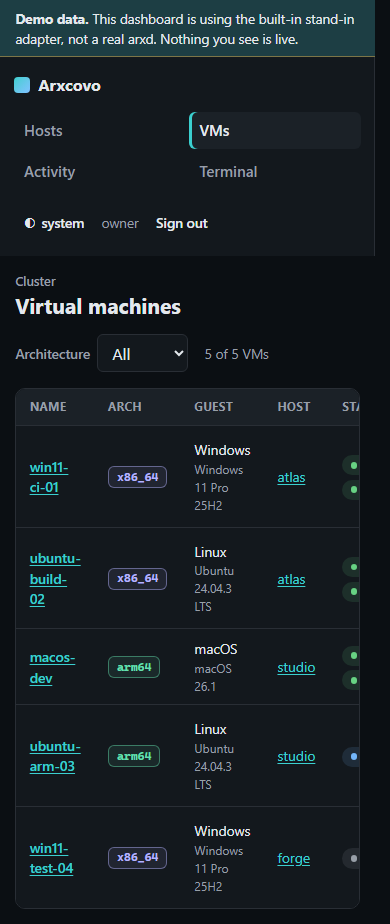 Demo data. This dashboard is using the built-in stand-in
adapter, not a real arxd. Nothing you see is live.
Arxcovo
Hosts
VMs
Activity
Terminal
system owner Sign out
Cluster
Virtual machines
Architecture All 5 of 5 VMs
NAME ARCH GUEST HOST STA
win11-
ci-01
x86_64
Windows
Windows
11 Pro
25H2
atlas
ubuntu-
build-
02
x86_64
Linux
Ubuntu
24.04.3
LTS
atlas
macos-
dev
arm64
macOS
macOS
26.1
studio
ubuntu-
arm-03
arm64
Linux
Ubuntu
24.04.3
LTS
studio
win11-
test-04
x86_64
Windows
Windows
11 Pro
25H2
forge